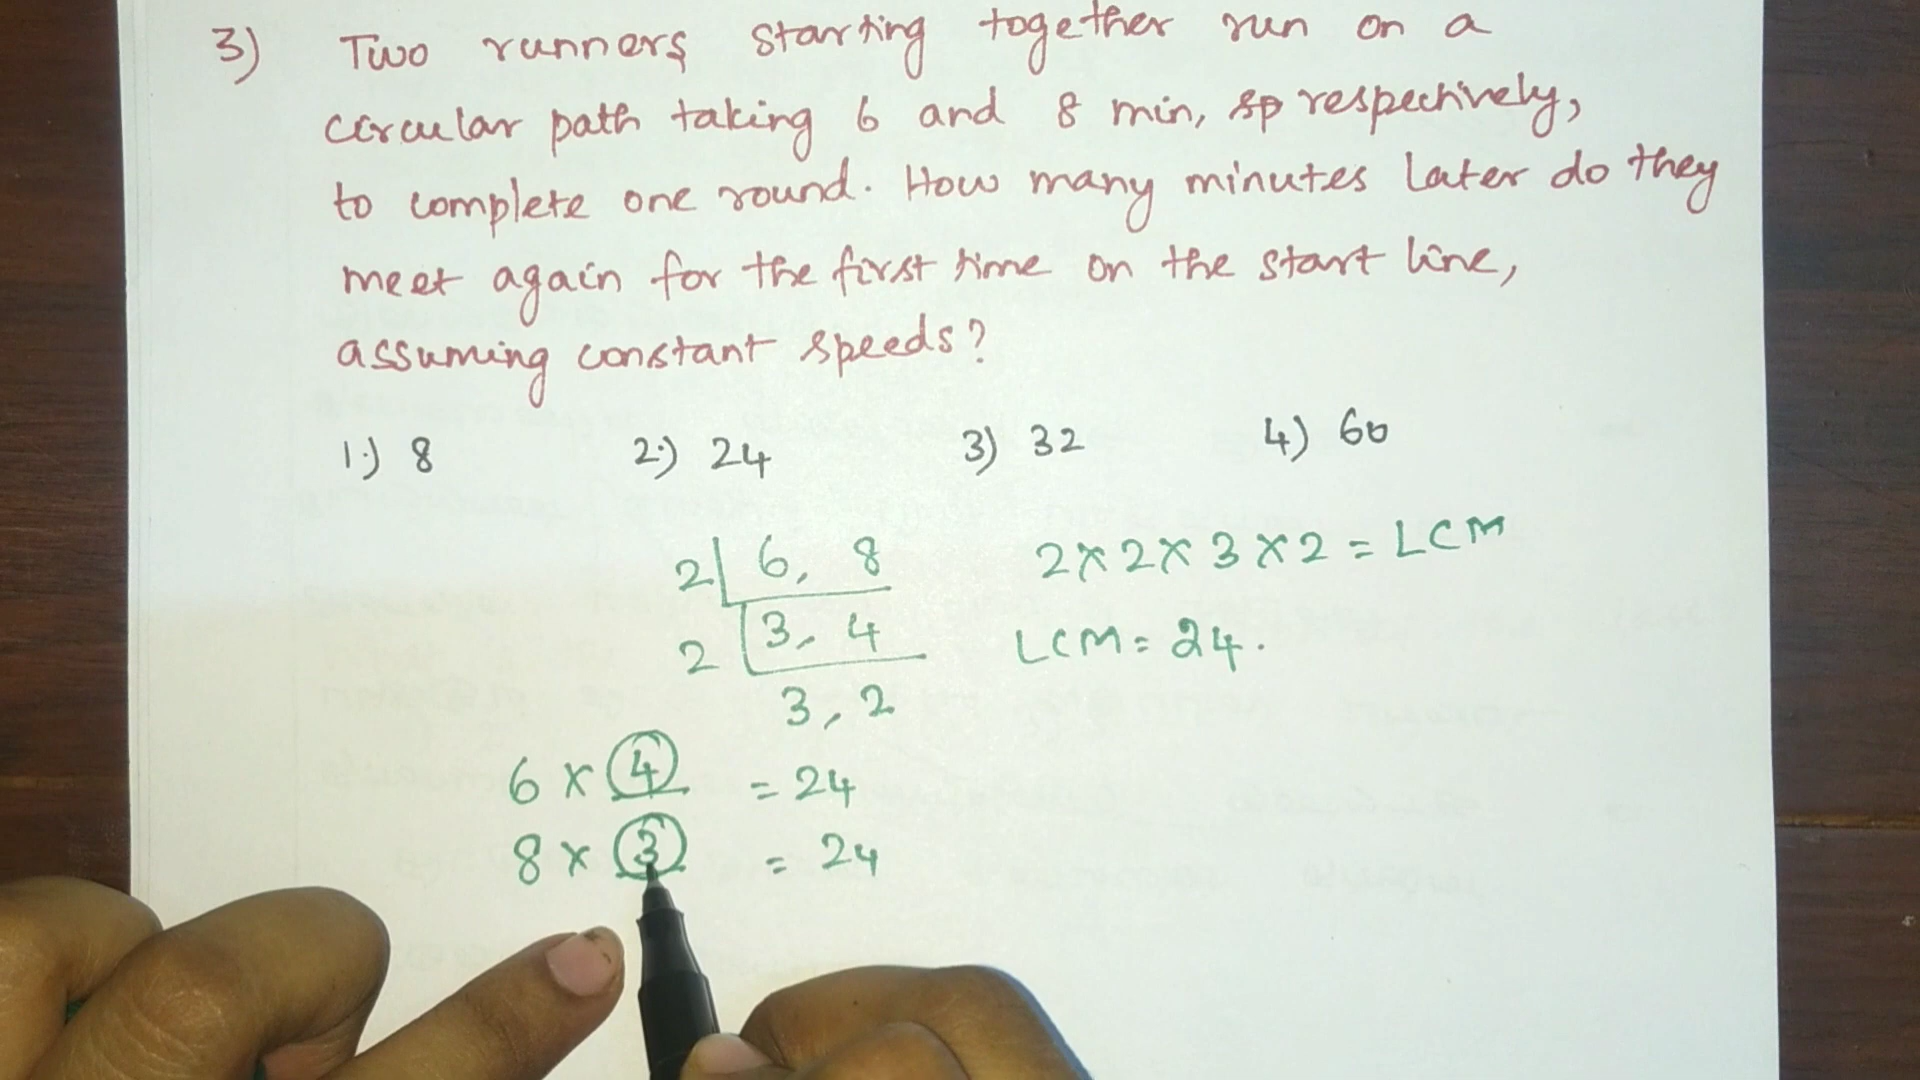 3) Two runners starting together run on a
circular path taking 6 and 8 min, sp respectively,
to complete one round. How many minutes later do they
meet again for the first time on the start line,
assuming constant speeds?
1.) 8 2.) 24 3) 32 4) 60
2 6, 8 2 x 2 x 3 x 2 = LCM
2 3, 4 LCM = 24.
3, 2
6 x 4 = 24
8 x 3 = 24